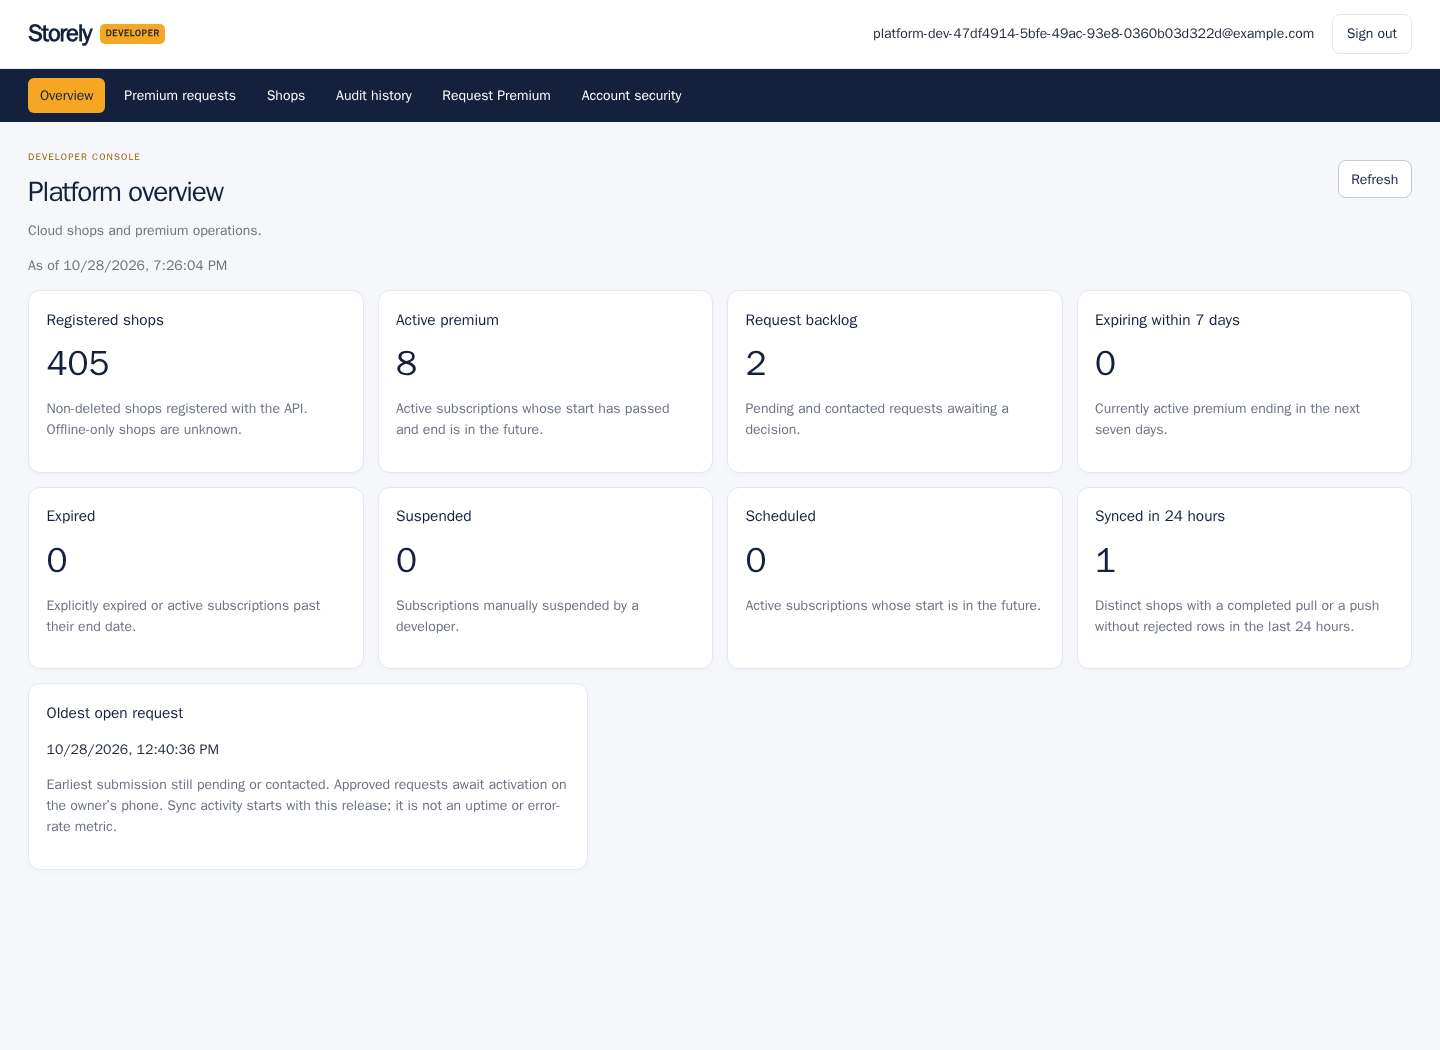 Storely DEVELOPER
platform-dev-47df4914-5bfe-49ac-93e8-0360b03d322d@example.com
Sign out
Overview
Premium requests
Shops
Audit history
Request Premium
Account security
DEVELOPER CONSOLE
Platform overview
Refresh
Cloud shops and premium operations.
As of 10/28/2026, 7:26:04 PM
Registered shops
405
Non-deleted shops registered with the API.
Offline-only shops are unknown.
Active premium
8
Active subscriptions whose start has passed
and end is in the future.
Request backlog
2
Pending and contacted requests awaiting a
decision.
Expiring within 7 days
0
Currently active premium ending in the next
seven days.
Expired
0
Explicitly expired or active subscriptions past
their end date.
Suspended
0
Subscriptions manually suspended by a
developer.
Scheduled
0
Active subscriptions whose start is in the future.
Synced in 24 hours
1
Distinct shops with a completed pull or a push
without rejected rows in the last 24 hours.
Oldest open request
10/28/2026, 12:40:36 PM
Earliest submission still pending or contacted. Approved requests await activation on
the owner's phone. Sync activity starts with this release; it is not an uptime or error-
rate metric.